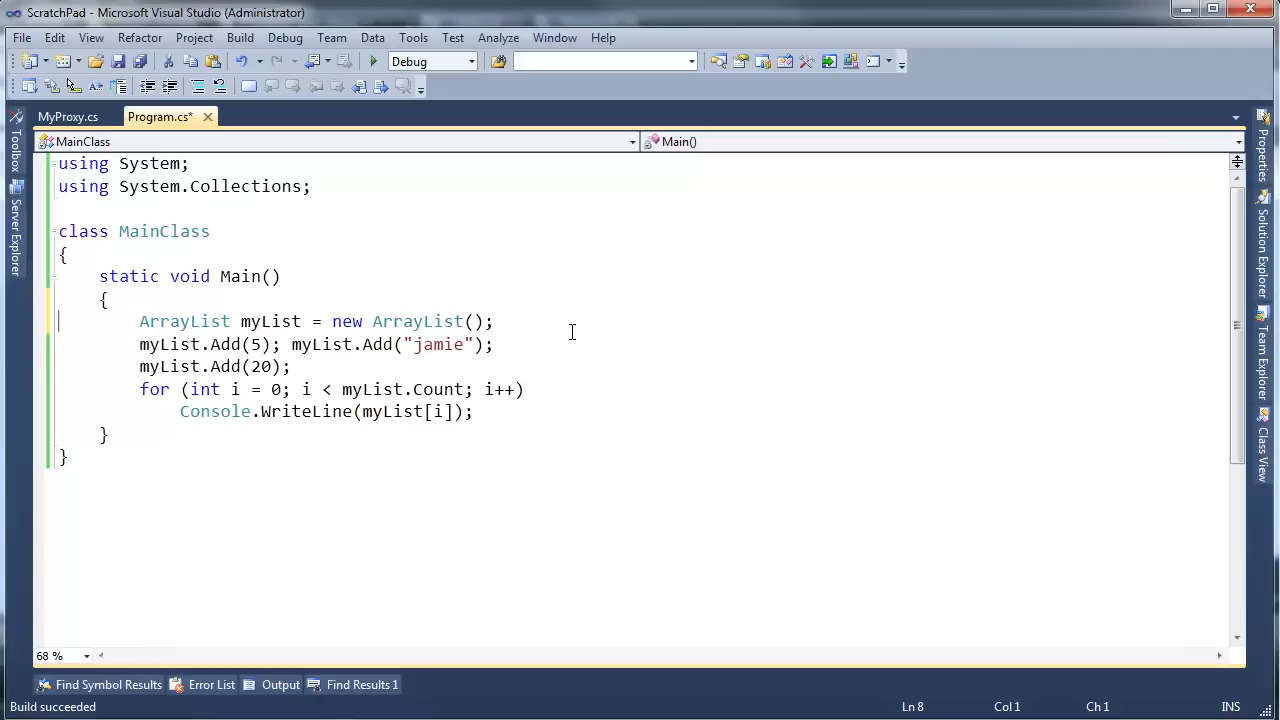 ScratchPad - Microsoft Visual Studio (Administrator)
File Edit View Refactor Project Build Debug Team Data Tools Test Analyze Window Help
Debug
MyProxy.cs Program.cs*
MainClass Main()
using System;
using System.Collections;
class MainClass
{
static void Main()
{
ArrayList myList = new ArrayList();
myList.Add(5); myList.Add("jamie");
myList.Add(20);
for (int i = 0; i < myList.Count; i++)
Console.WriteLine(myList[i]);
}
}
Toolbox
Server Explorer
Properties
Solution Explorer
Team Explorer
Class View
68 %
Find Symbol Results Error List Output Find Results 1
Build succeeded Ln 8 Col 1 Ch 1 INS